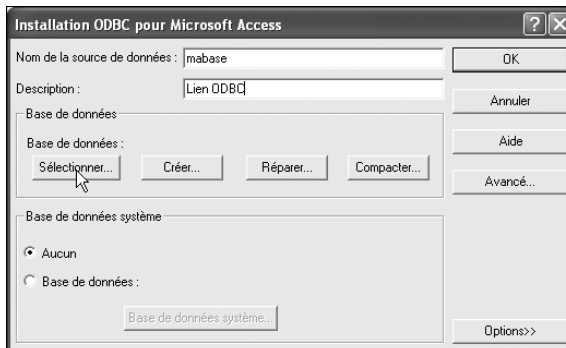 Installation ODBC pour Microsoft Access
Nom de la source de données : mabase
OK
Description : Lien ODBC
Annuler
Base de données
Base de données :
Aide
Sélectionner... Créer... Réparer... Compacter...
Avancé...
Base de données système
Aucun
Base de données :
Base de données système...
Options>>